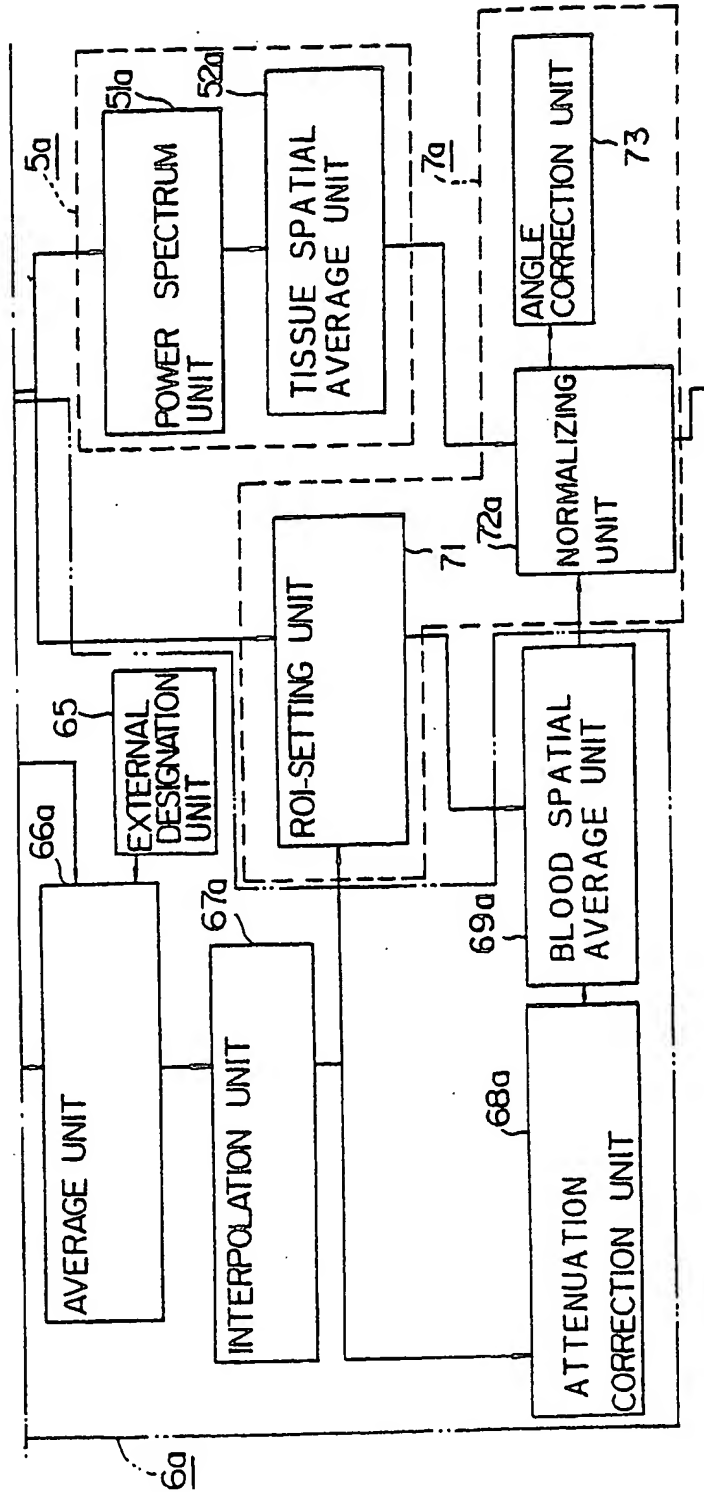 6a
AVERAGE UNIT
66a
EXTERNAL
DESIGNATION
UNIT
65
INTERPOLATION UNIT
67a
ATTENUATION
CORRECTION UNIT
68a
BLOOD SPATIAL
AVERAGE UNIT
69a
ROI-SETTING UNIT
71
5a
POWER SPECTRUM
UNIT
51a
TISSUE SPATIAL
AVERAGE UNIT
52a
7a
NORMALIZING
UNIT
72a
ANGLE
CORRECTION UNIT
73